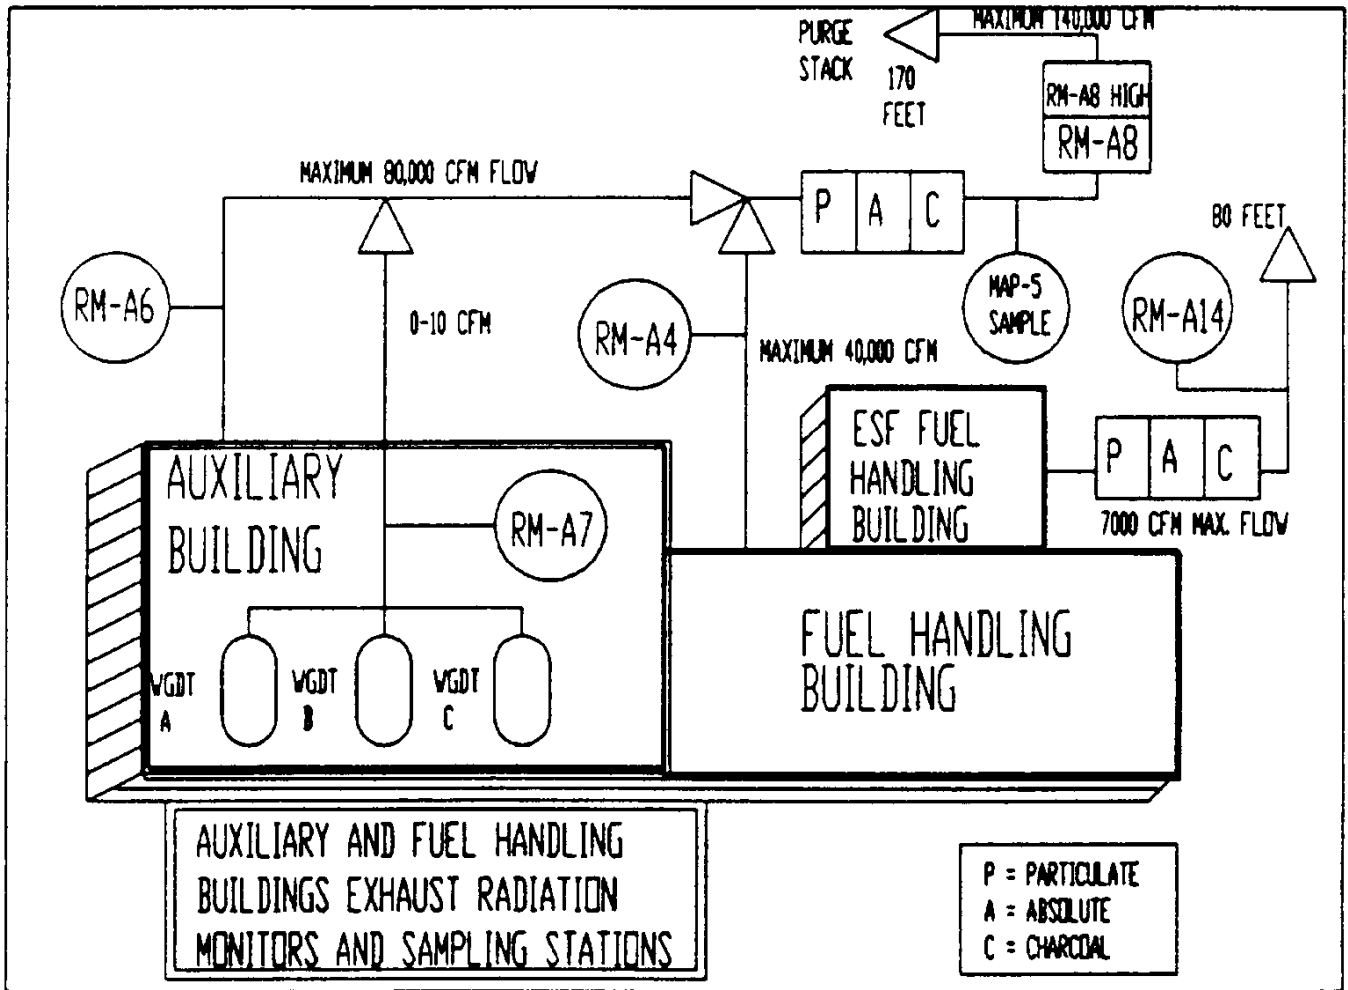 MAXIMUM 140,000 CFM
PURGE
STACK
170
FEET
RM-A8 HIGH
RM-A8
MAXIMUM 80,000 CFM FLOW
P A C
80 FEET
RM-A6
0-10 CFM
RM-A4
MAP-5
SAMPLE
RM-A14
MAXIMUM 40,000 CFM
ESF FUEL
HANDLING
BUILDING
P A C
7000 CFM MAX. FLOW
AUXILIARY
BUILDING
RM-A7
FUEL HANDLING
BUILDING
WGDT
A
WGDT
B
WGDT
C
AUXILIARY AND FUEL HANDLING
BUILDINGS EXHAUST RADIATION
MONITORS AND SAMPLING STATIONS
P = PARTICULATE
A = ABSOLUTE
C = CHARCOAL